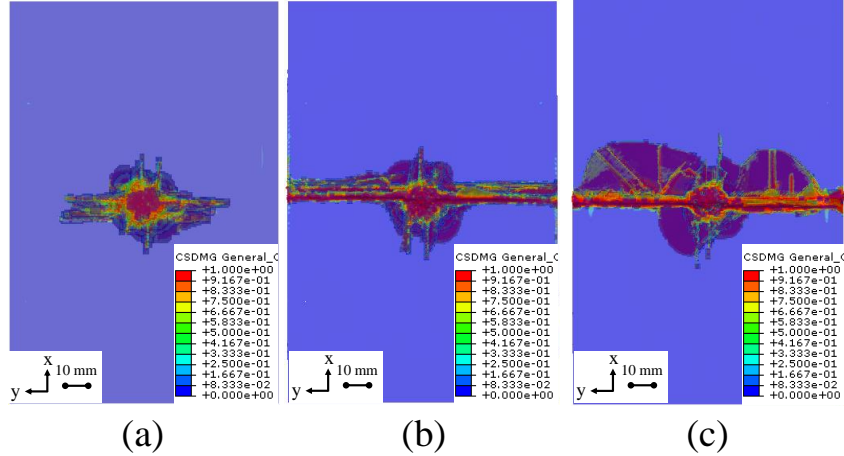 CSDMG General_C
+1.000e+00
+9.167e-01
+8.333e-01
+7.500e-01
+6.667e-01
+5.833e-01
+5.000e-01
+4.167e-01
+3.333e-01
+2.500e-01
+1.667e-01
+8.333e-02
+0.000e+00
x
y
10 mm
(a)
CSDMG General_C
+1.000e+00
+9.167e-01
+8.333e-01
+7.500e-01
+6.667e-01
+5.833e-01
+5.000e-01
+4.167e-01
+3.333e-01
+2.500e-01
+1.667e-01
+8.333e-02
+0.000e+00
x
y
10 mm
(b)
CSDMG General_C
+1.000e+00
+9.167e-01
+8.333e-01
+7.500e-01
+6.667e-01
+5.833e-01
+5.000e-01
+4.167e-01
+3.333e-01
+2.500e-01
+1.667e-01
+8.333e-02
+0.000e+00
x
y
10 mm
(c)